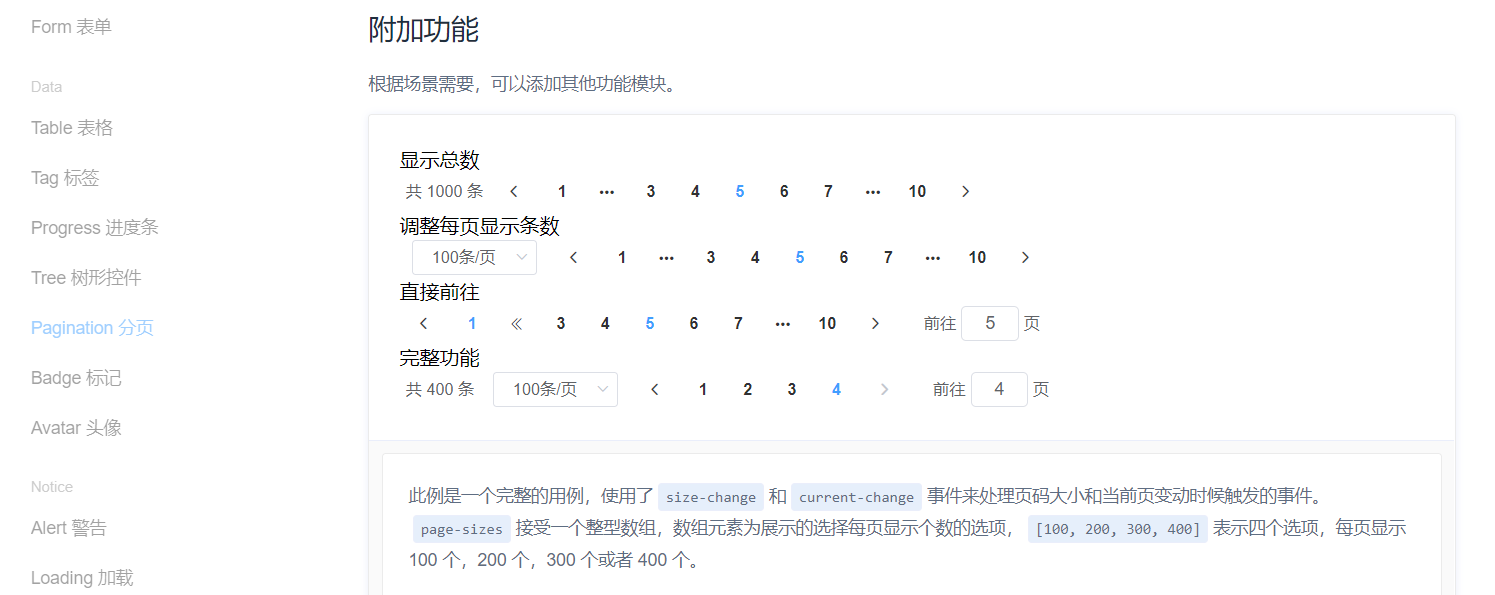 Form 表单
Data
Table 表格
Tag 标签
Progress 进度条
Tree 树形控件
Pagination 分页
Badge 标记
Avatar 头像
Notice
Alert 警告
Loading 加载
附加功能
根据场景需要，可以添加其他功能模块。
显示总数
共 1000 条 < 1 ••• 3 4 5 6 7 ••• 10 >
调整每页显示条数
100条/页 < 1 ••• 3 4 5 6 7 ••• 10 >
直接前往
< 1 « 3 4 5 6 7 ••• 10 > 前往 5 页
完整功能
共 400 条 100条/页 < 1 2 3 4 > 前往 4 页
此例是一个完整的用例，使用了 size-change 和 current-change 事件来处理页码大小和当前页变动时候触发的事件。
page-sizes 接受一个整型数组，数组元素为展示的选择每页显示个数的选项， [100, 200, 300, 400] 表示四个选项，每页显示
100 个，200 个，300 个或者 400 个。